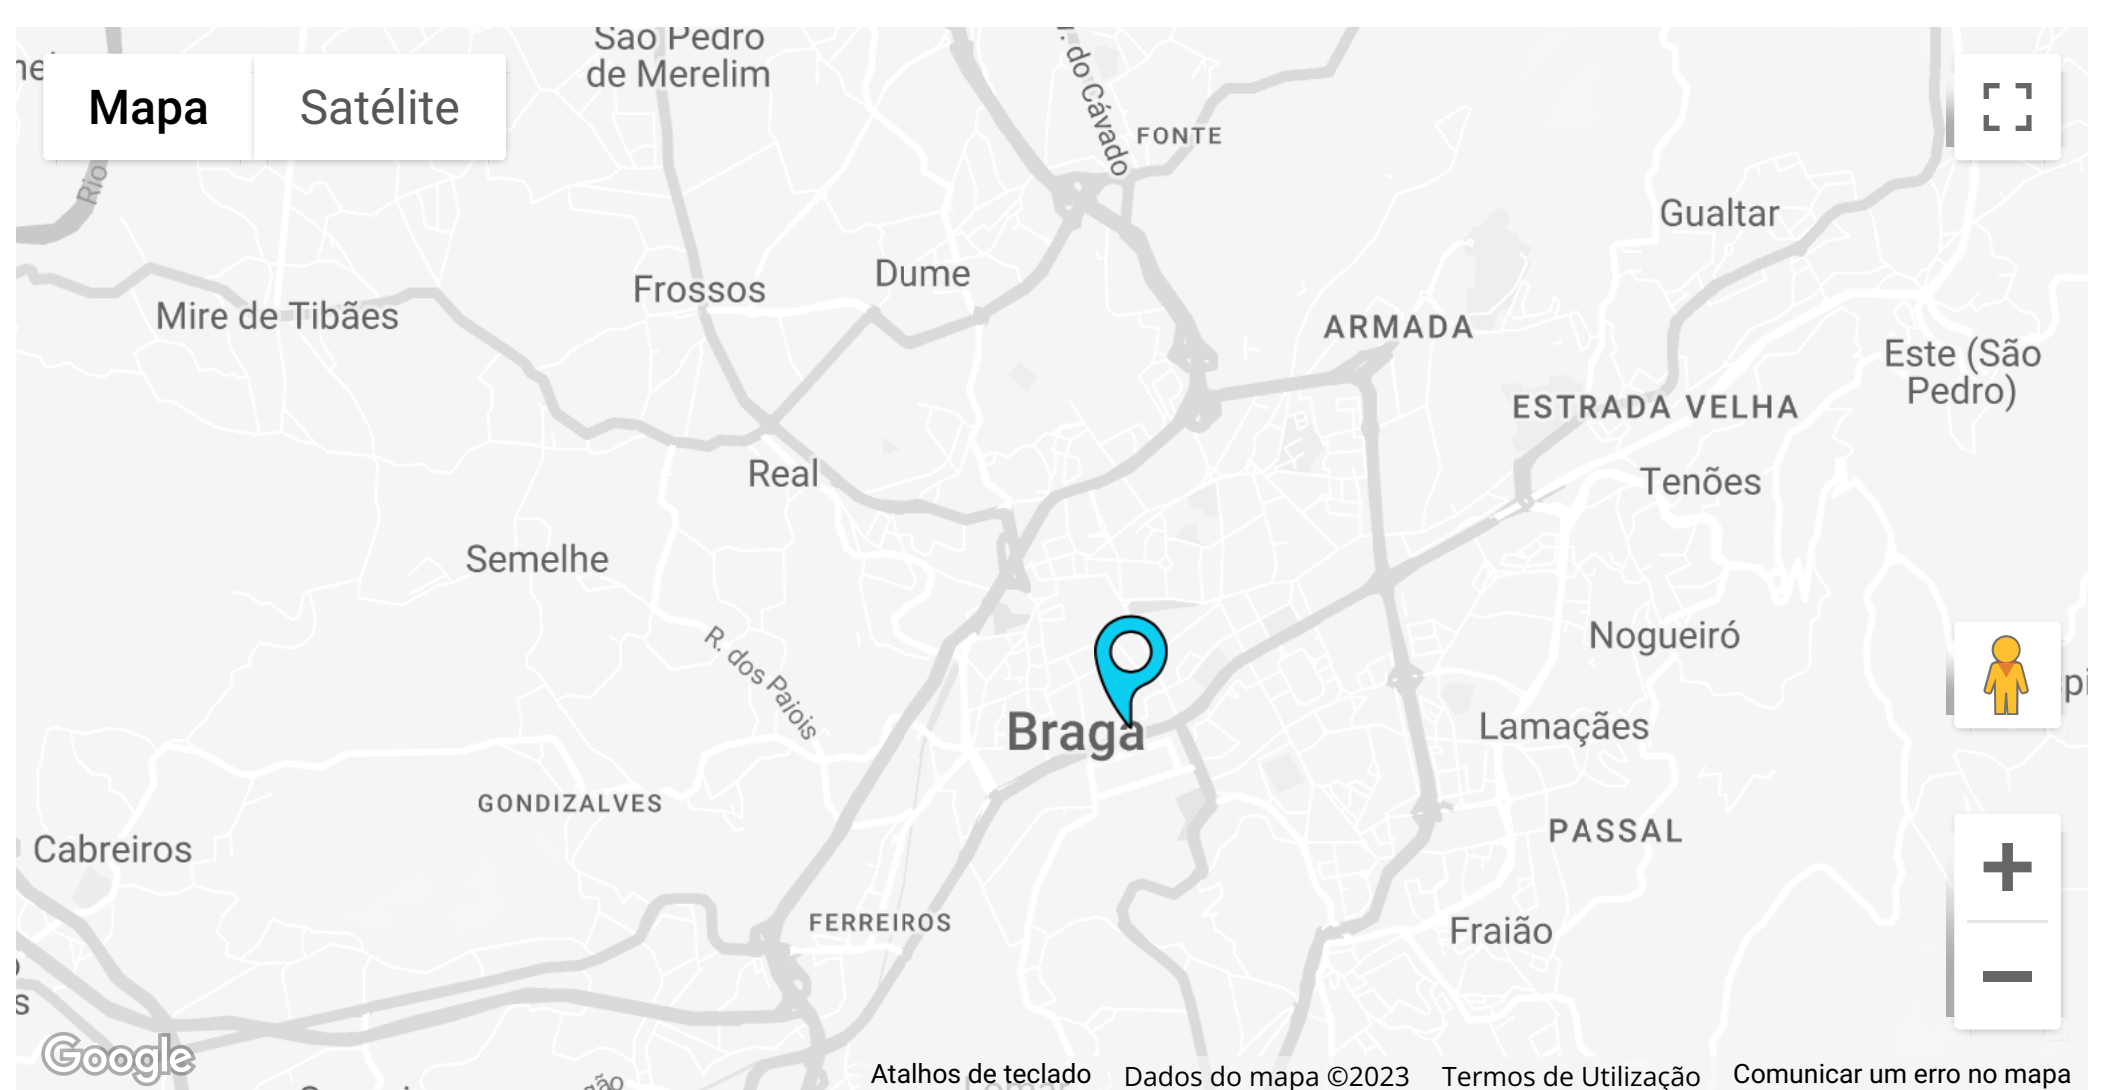 São Pedro
de Merelim
Mapa
Satélite
R. do Cávado
FONTE
Rio
Gualtar
Dume
Frossos
Mire de Tibães
ARMADA
Este (São
Pedro)
ESTRADA VELHA
Real
Tenões
Semelhe
R. dos Paiois
Nogueiró
Braga
Lamaçães
GONDIZALVES
PASSAL
Cabreiros
FERREIROS
Fraião
Google
Atalhos de teclado
Dados do mapa ©2023
Termos de Utilização
Comunicar um erro no mapa